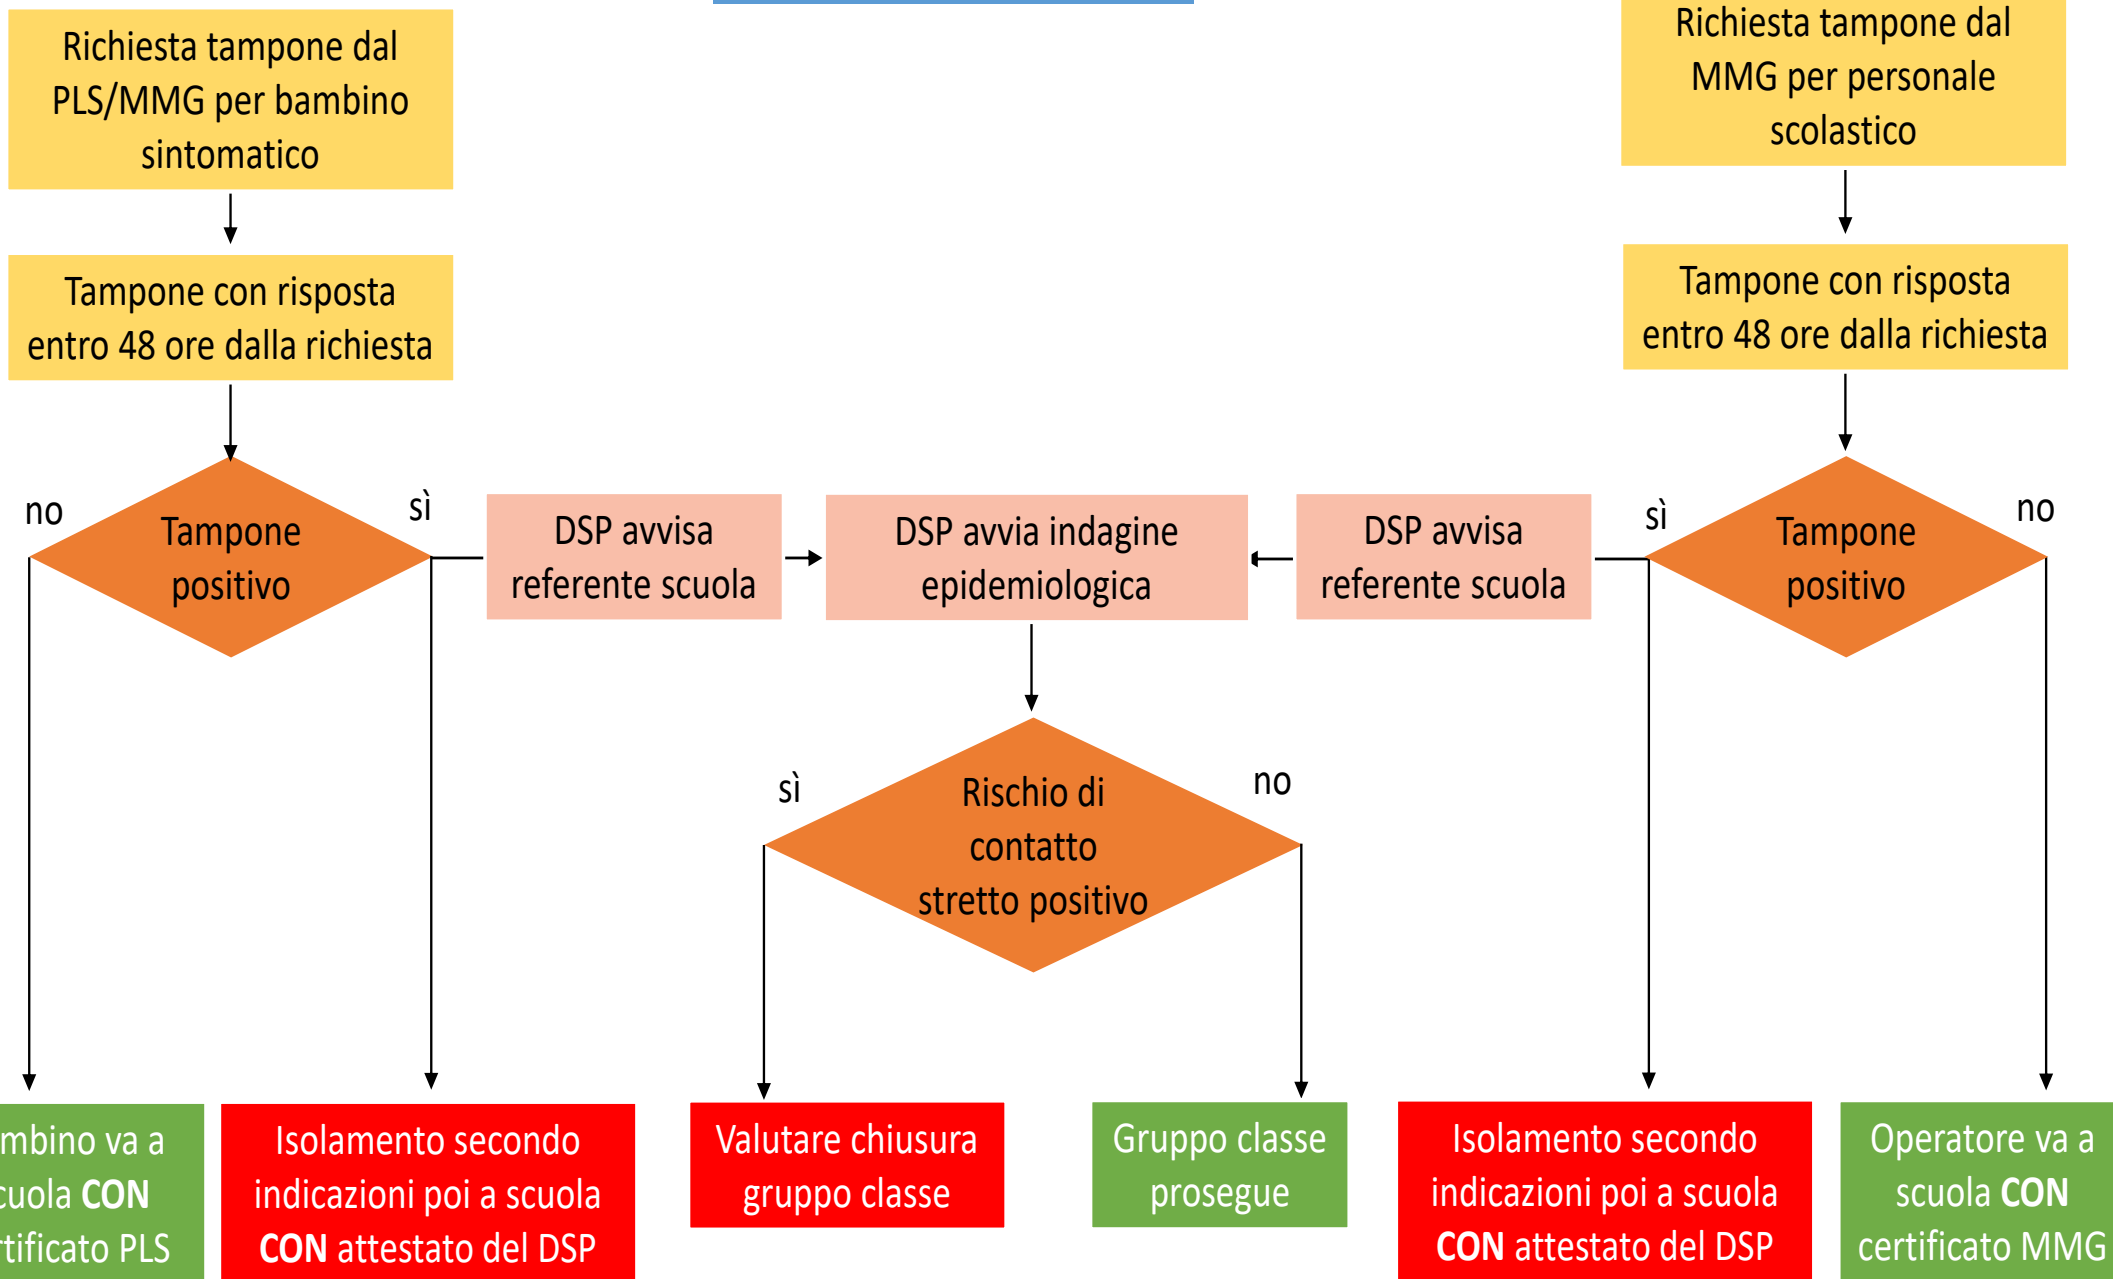 Richiesta tampone dal
PLS/MMG per bambino
sintomatico
Richiesta tampone dal
MMG per personale
scolastico
Tampone con risposta
entro 48 ore dalla richiesta
Tampone con risposta
entro 48 ore dalla richiesta
no
Tampone
positivo
sì
DSP avvisa
referente scuola
DSP avvia indagine
epidemiologica
DSP avvisa
referente scuola
sì
Tampone
positivo
no
sì
Rischio di
contatto
stretto positivo
no
mbino va a
cuola CON
rtificato PLS
Isolamento secondo
indicazioni poi a scuola
CON attestato del DSP
Valutare chiusura
gruppo classe
Gruppo classe
prosegue
Isolamento secondo
indicazioni poi a scuola
CON attestato del DSP
Operatore va a
scuola CON
certificato MMG